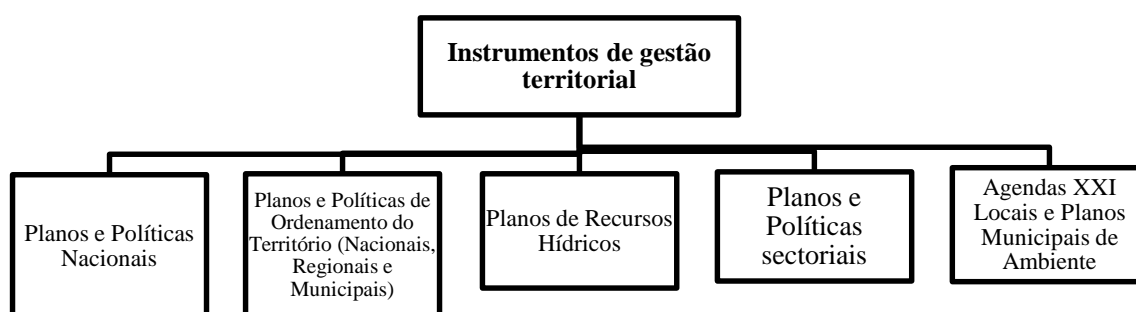 Instrumentos de gestão
territorial
Planos e Políticas
Nacionais
Planos e Políticas de
Ordenamento do
Território (Nacionais,
Regionais e
Municipais)
Planos de Recursos
Hídricos
Planos e
Políticas
sectoriais
Agendas XXI
Locais e Planos
Municipais de
Ambiente